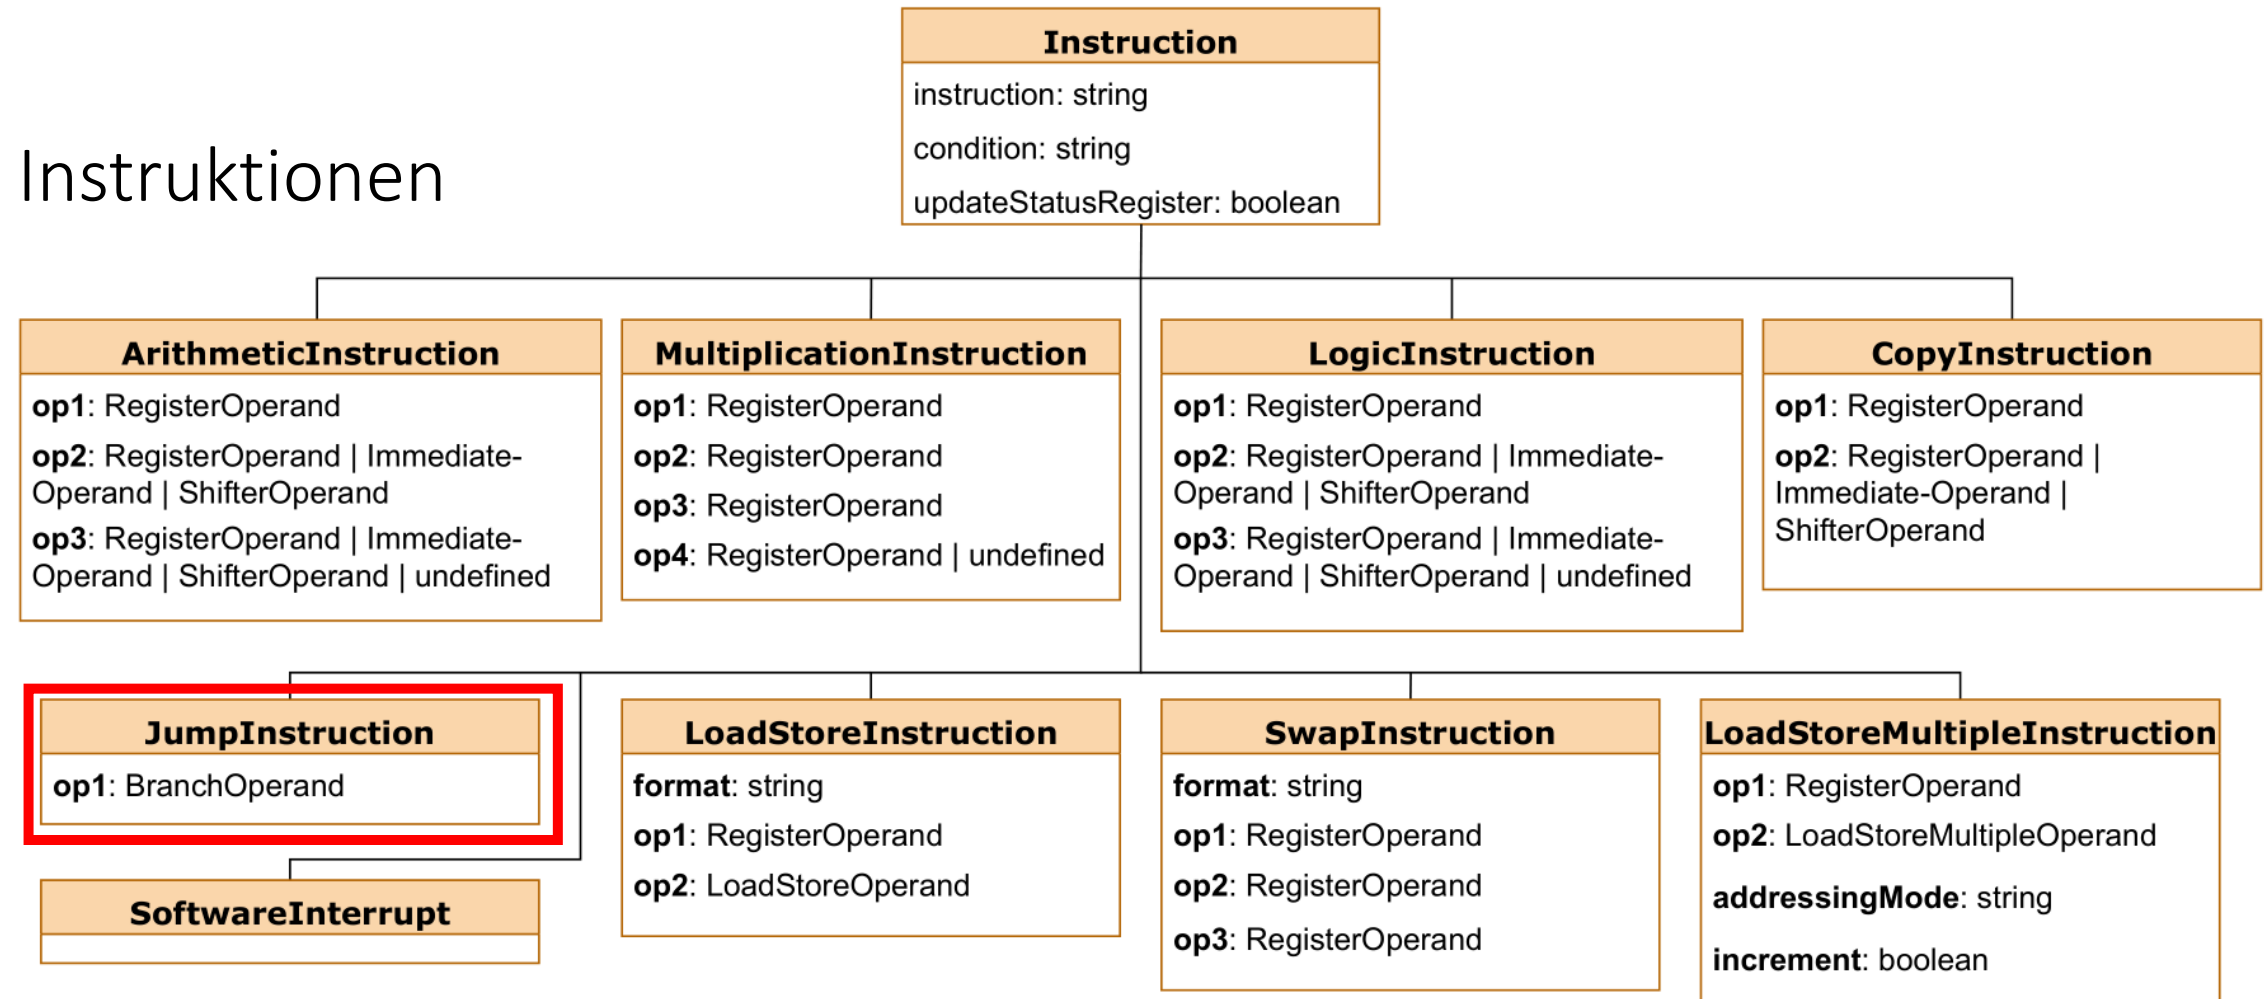 Instruktionen
Instruction
instruction: string
condition: string
updateStatusRegister: boolean
ArithmeticInstruction
op1: RegisterOperand
op2: RegisterOperand | Immediate-
Operand | ShifterOperand
op3: RegisterOperand | Immediate-
Operand | ShifterOperand | undefined
MultiplicationInstruction
op1: RegisterOperand
op2: RegisterOperand
op3: RegisterOperand
op4: RegisterOperand | undefined
LogicInstruction
op1: RegisterOperand
op2: RegisterOperand | Immediate-
Operand | ShifterOperand
op3: RegisterOperand | Immediate-
Operand | ShifterOperand | undefined
CopyInstruction
op1: RegisterOperand
op2: RegisterOperand |
Immediate-Operand |
ShifterOperand
JumpInstruction
op1: BranchOperand
SoftwareInterrupt
LoadStoreInstruction
format: string
op1: RegisterOperand
op2: LoadStoreOperand
SwapInstruction
format: string
op1: RegisterOperand
op2: RegisterOperand
op3: RegisterOperand
LoadStoreMultipleInstruction
op1: RegisterOperand
op2: LoadStoreMultipleOperand
addressingMode: string
increment: boolean